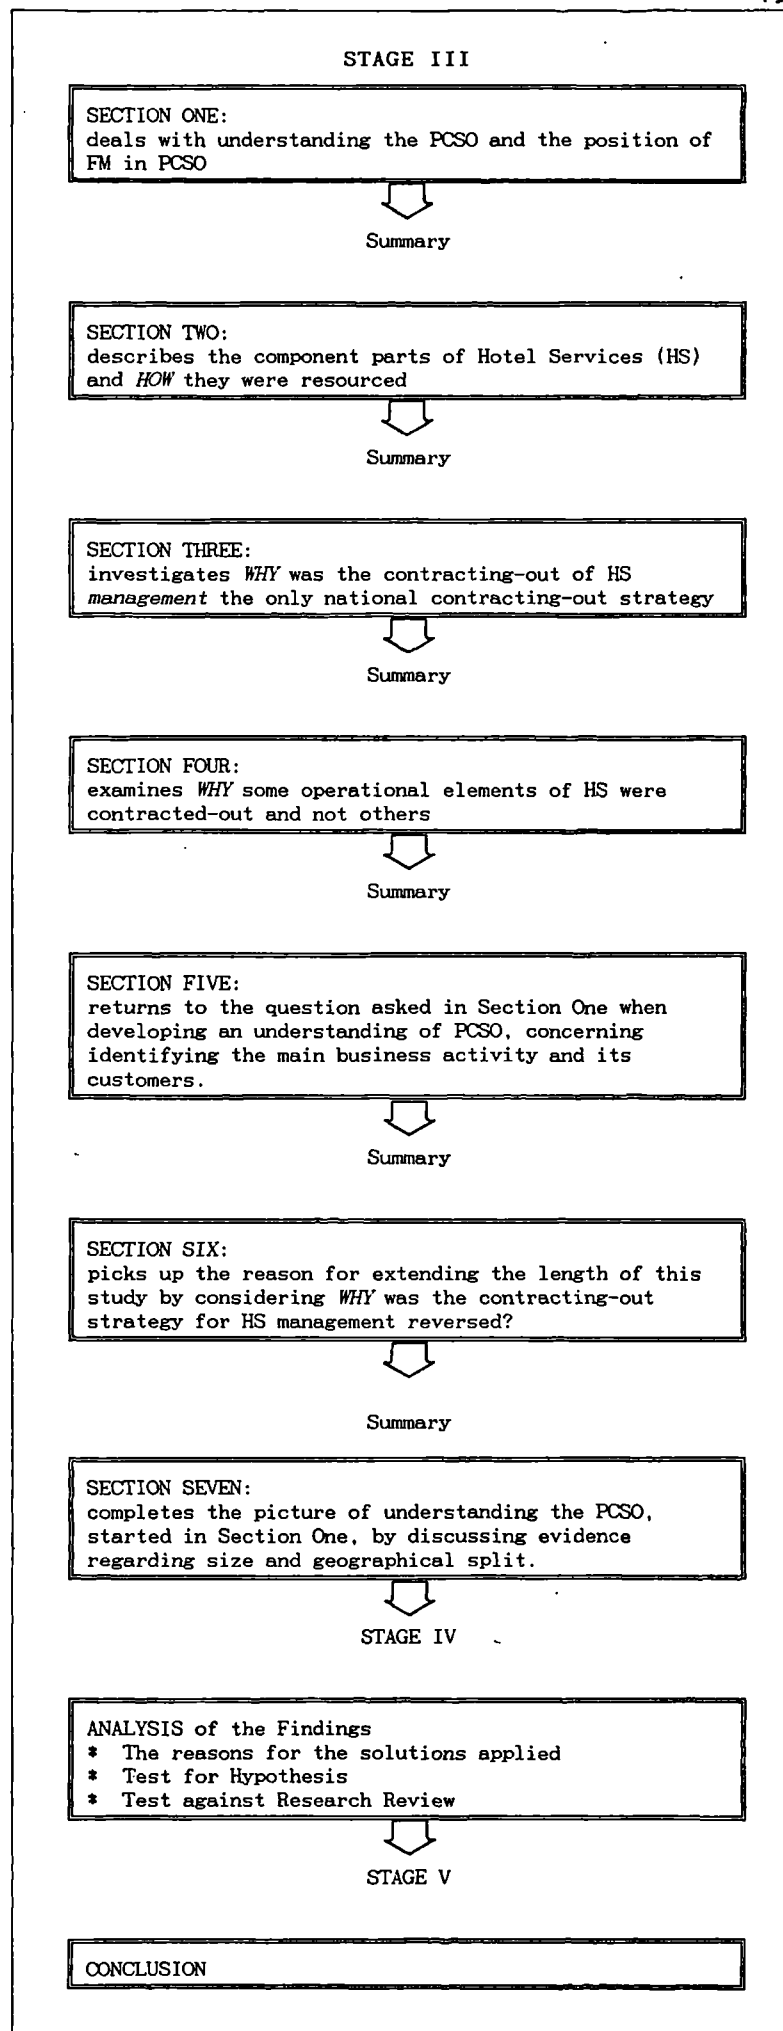 STAGE III
SECTION ONE:
deals with understanding the PCSO and the position of
FM in PCSO
Summary
SECTION TWO:
describes the component parts of Hotel Services (HS)
and HOW they were resourced
Summary
SECTION THREE:
investigates WHY was the contracting-out of HS
management the only national contracting-out strategy
Summary
SECTION FOUR:
examines WHY some operational elements of HS were
contracted-out and not others
Summary
SECTION FIVE:
returns to the question asked in Section One when
developing an understanding of PCSO, concerning
identifying the main business activity and its
customers.
Summary
SECTION SIX:
picks up the reason for extending the length of this
study by considering WHY was the contracting-out
strategy for HS management reversed?
Summary
SECTION SEVEN:
completes the picture of understanding the PCSO,
started in Section One, by discussing evidence
regarding size and geographical split.
STAGE IV
ANALYSIS of the Findings
* The reasons for the solutions applied
* Test for Hypothesis
* Test against Research Review
STAGE V
CONCLUSION